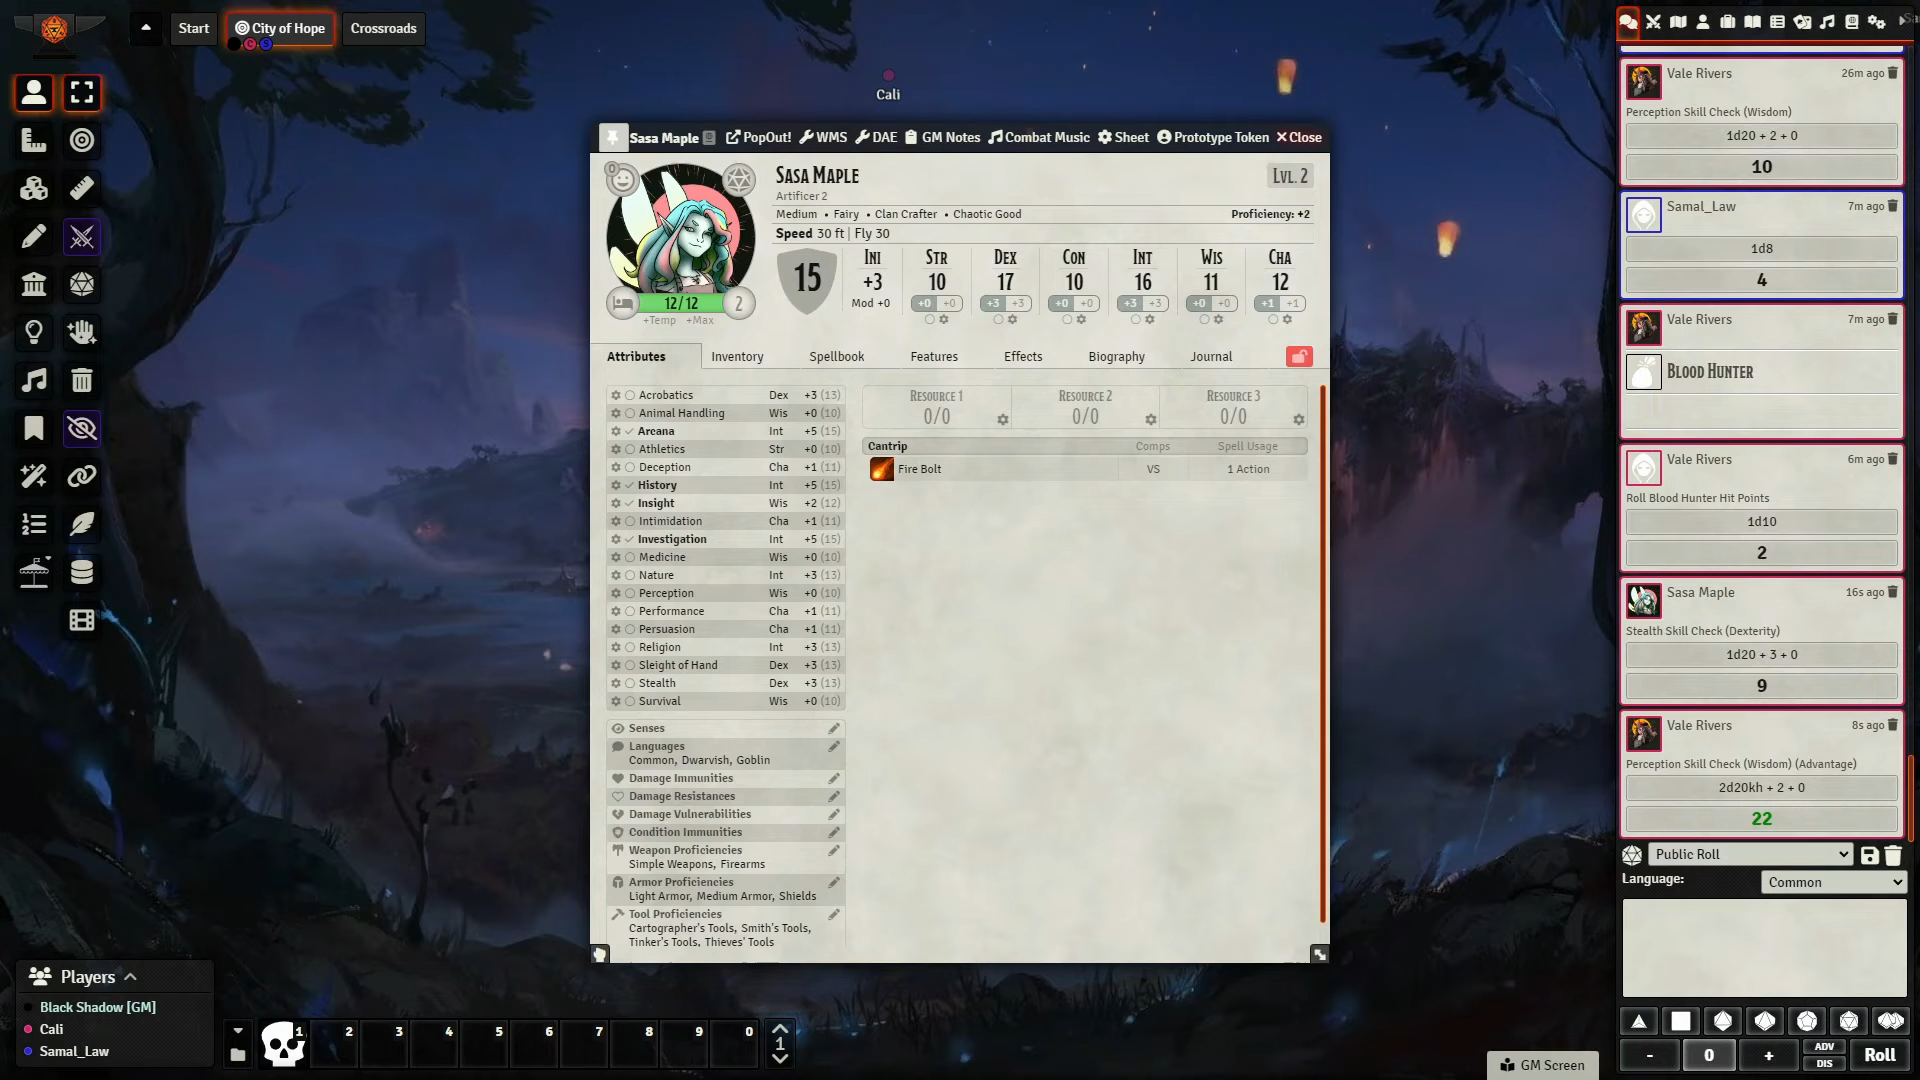 Start
City of Hope
Crossroads
Cali
Sasa Maple PopOut! WMS DAE GM Notes Combat Music Sheet Prototype Token Close
0
Sasa Maple
Lvl. 2
Artificer 2
Medium • Fairy • Clan Crafter • Chaotic Good
Proficiency: +2
Speed 30 ft | Fly 30
15
Ini Str Dex Con Int Wis Cha
+3 10 17 10 16 11 12
Mod +0 +0 +0 +3 +3 +0 +0 +3 +3 +0 +0 +1 +1
12/12
2
+Temp +Max
Attributes Inventory Spellbook Features Effects Biography Journal
Acrobatics Dex +3 (13)
Animal Handling Wis +0 (10)
Arcana Int +5 (15)
Athletics Str +0 (10)
Deception Cha +1 (11)
History Int +5 (15)
Insight Wis +2 (12)
Intimidation Cha +1 (11)
Investigation Int +5 (15)
Medicine Wis +0 (10)
Nature Int +3 (13)
Perception Wis +0 (10)
Performance Cha +1 (11)
Persuasion Cha +1 (11)
Religion Int +3 (13)
Sleight of Hand Dex +3 (13)
Stealth Dex +3 (13)
Survival Wis +0 (10)
Senses
Languages
Common, Dwarvish, Goblin
Damage Immunities
Damage Resistances
Damage Vulnerabilities
Condition Immunities
Weapon Proficiencies
Simple Weapons, Firearms
Armor Proficiencies
Light Armor, Medium Armor, Shields
Tool Proficiencies
Cartographer's Tools, Smith's Tools,
Tinker's Tools, Thieves' Tools
Resource 1 Resource 2 Resource 3
0/0 0/0 0/0
Cantrip Comps Spell Usage
Fire Bolt VS 1 Action
Vale Rivers 26m ago
Perception Skill Check (Wisdom)
1d20 + 2 + 0
10
Samal_Law 7m ago
1d8
4
Vale Rivers 7m ago
Blood Hunter
Vale Rivers 6m ago
Roll Blood Hunter Hit Points
1d10
2
Sasa Maple 16s ago
Stealth Skill Check (Dexterity)
1d20 + 3 + 0
9
Vale Rivers 8s ago
Perception Skill Check (Wisdom) (Advantage)
2d20kh + 2 + 0
22
Public Roll
Language: Common
- 0 + ADV DIS Roll
Players
Black Shadow [GM]
Cali
Samal_Law
1 2 3 4 5 6 7 8 9 0
1
GM Screen